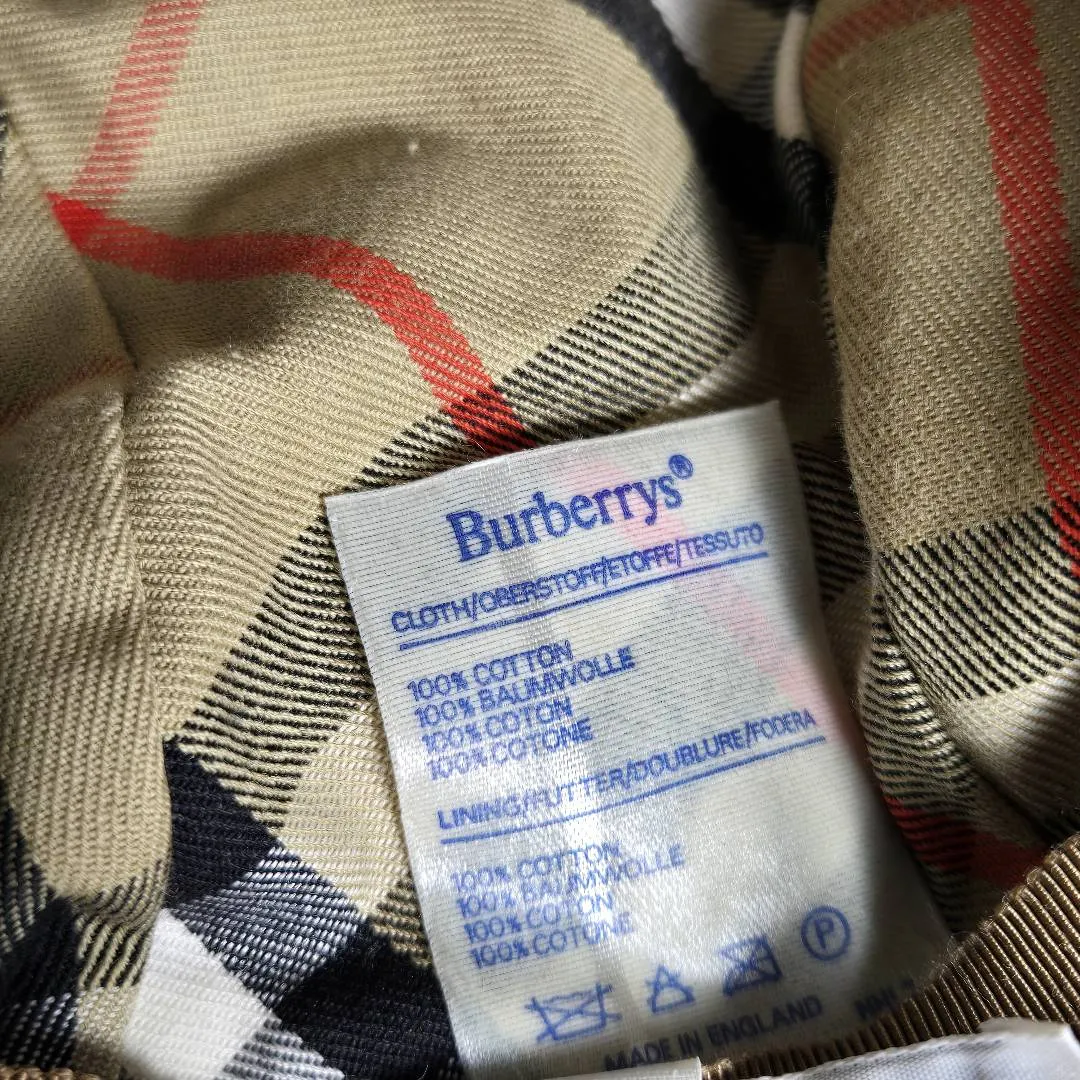 Burberrys®
CLOTH/OBERSTOFF/ETOFFE/TESSUTO
100% COTTON
100% BAUMWOLLE
100% COTON
100% COTONE
LINING/FUTTER/DOUBLURE/FODERA
100% COTTON
100% BAUMWOLLE
100% COTON
100% COTONE
P
MADE IN ENGLAND